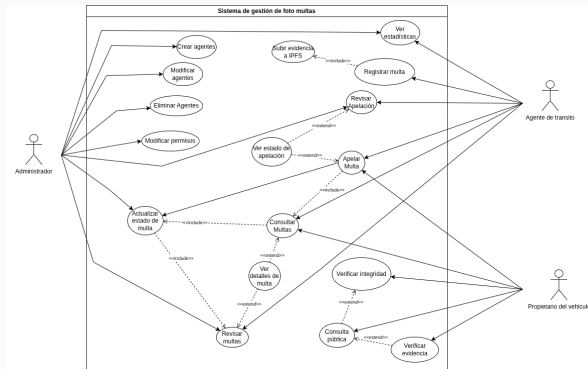 Sistema de gestión de foto multas
Ver
estadísticas
Crear agentes
Subir evidencia
a IPFS
<<include>>
Registrar multa
Modificar
agentes
Agente de transito
Eliminar Agentes
Revisar
Apelación
<<extend>>
Modificar permisos
Administrador
Ver estado de
apelación
<<extend>>
Apelar
Multa
<<include>>
Actualizar
estado de
multa
<<include>>
Consultar
Multas
<<include>>
<<extend>>
Ver
detalles de
multa
Verificar integridad
<<extend>>
<<extend>>
Propietario del vehiculo
Revisar
multas
Consulta
pública
<<extend>>
Verificar
evidencia